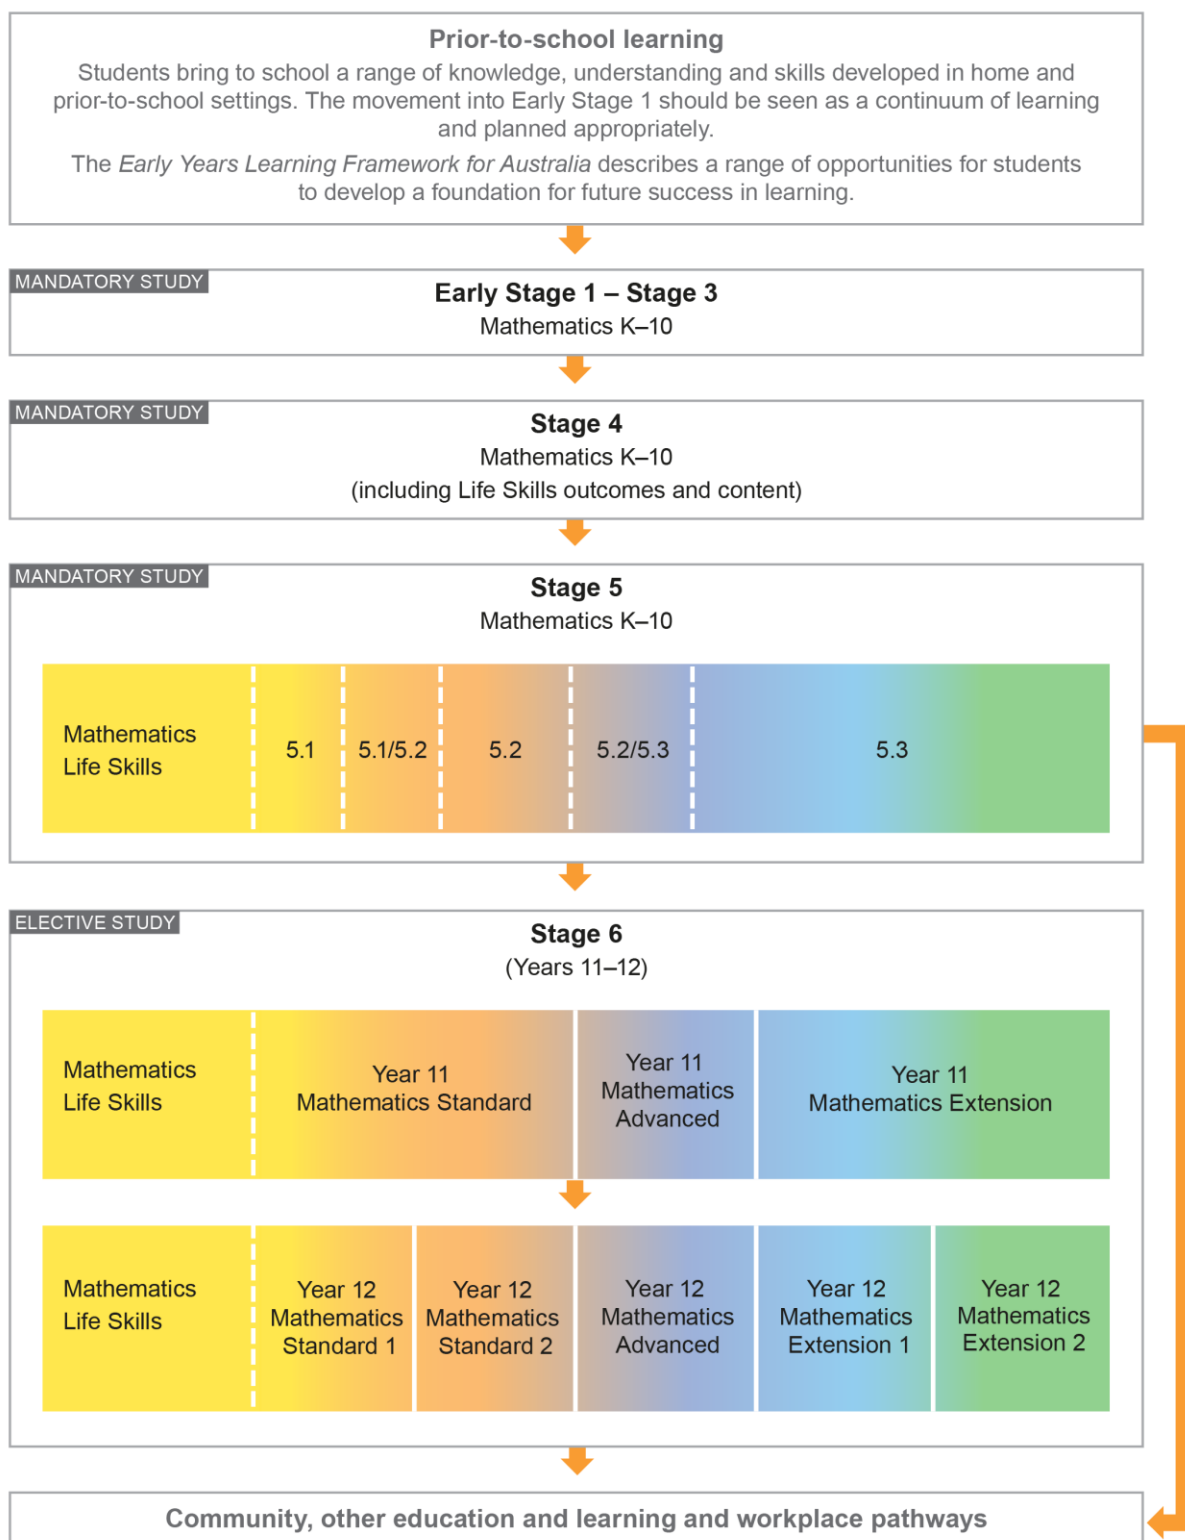 Prior-to-school learning
Students bring to school a range of knowledge, understanding and skills developed in home and
prior-to-school settings. The movement into Early Stage 1 should be seen as a continuum of learning
and planned appropriately.
The Early Years Learning Framework for Australia describes a range of opportunities for students
to develop a foundation for future success in learning.
MANDATORY STUDY
Early Stage 1 – Stage 3
Mathematics K–10
MANDATORY STUDY
Stage 4
Mathematics K–10
(including Life Skills outcomes and content)
MANDATORY STUDY
Stage 5
Mathematics K–10
Mathematics
Life Skills
5.1
5.1/5.2
5.2
5.2/5.3
5.3
ELECTIVE STUDY
Stage 6
(Years 11–12)
Mathematics
Life Skills
Year 11
Mathematics Standard
Year 11
Mathematics
Advanced
Year 11
Mathematics Extension
Mathematics
Life Skills
Year 12
Mathematics
Standard 1
Year 12
Mathematics
Standard 2
Year 12
Mathematics
Advanced
Year 12
Mathematics
Extension 1
Year 12
Mathematics
Extension 2
Community, other education and learning and workplace pathways